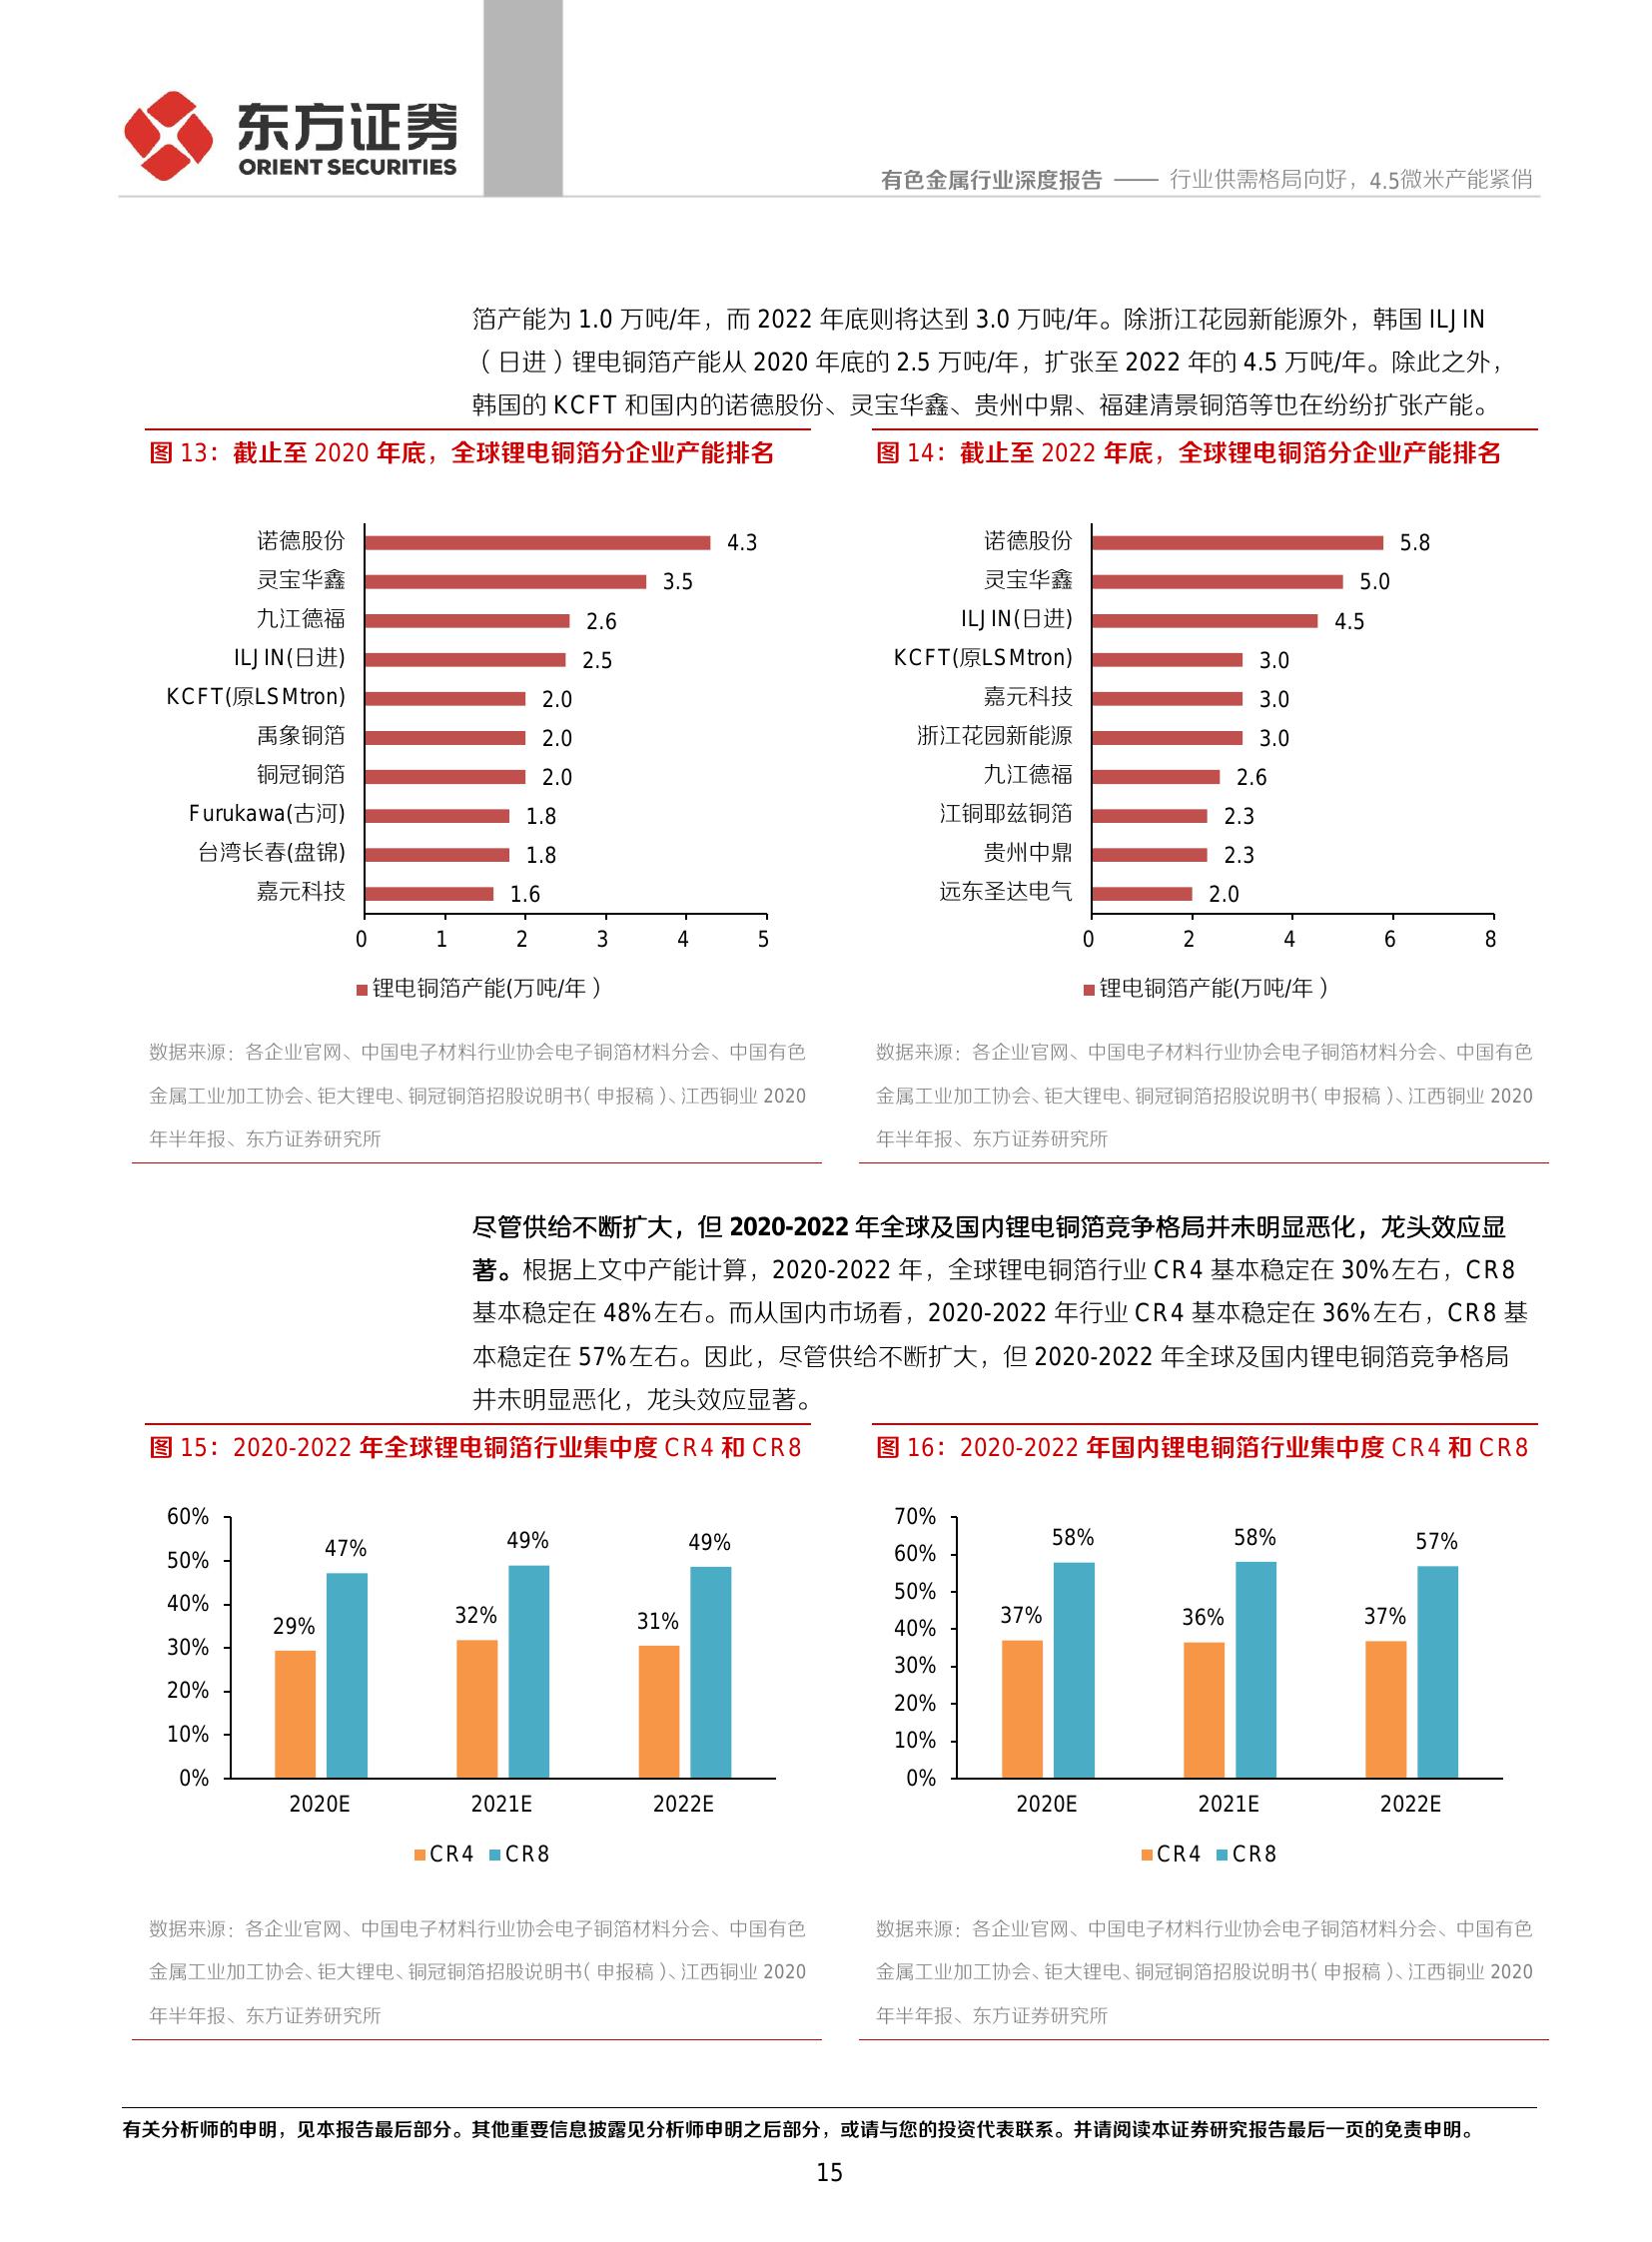 东方证券
ORIENT SECURITIES
有色金属行业深度报告 —— 行业供需格局向好，4.5微米产能紧俏
箔产能为 1.0 万吨/年，而 2022 年底则将达到 3.0 万吨/年。除浙江花园新能源外，韩国 ILJIN
（日进）锂电铜箔产能从 2020 年底的 2.5 万吨/年，扩张至 2022 年的 4.5 万吨/年。除此之外，
韩国的 KCFT 和国内的诺德股份、灵宝华鑫、贵州中鼎、福建清景铜箔等也在纷纷扩张产能。
图 13：截止至 2020 年底，全球锂电铜箔分企业产能排名
诺德股份 4.3
灵宝华鑫 3.5
九江德福 2.6
ILJIN(日进) 2.5
KCFT(原LSMtron) 2.0
禹象铜箔 2.0
铜冠铜箔 2.0
Furukawa(古河) 1.8
台湾长春(盘锦) 1.8
嘉元科技 1.6
0 1 2 3 4 5
锂电铜箔产能(万吨/年）
数据来源：各企业官网、中国电子材料行业协会电子铜箔材料分会、中国有色
金属工业加工协会、钜大锂电、铜冠铜箔招股说明书（申报稿）、江西铜业 2020
年半年报、东方证券研究所
图 14：截止至 2022 年底，全球锂电铜箔分企业产能排名
诺德股份 5.8
灵宝华鑫 5.0
ILJIN(日进) 4.5
KCFT(原LSMtron) 3.0
嘉元科技 3.0
浙江花园新能源 3.0
九江德福 2.6
江铜耶兹铜箔 2.3
贵州中鼎 2.3
远东圣达电气 2.0
0 2 4 6 8
锂电铜箔产能(万吨/年）
数据来源：各企业官网、中国电子材料行业协会电子铜箔材料分会、中国有色
金属工业加工协会、钜大锂电、铜冠铜箔招股说明书（申报稿）、江西铜业 2020
年半年报、东方证券研究所
尽管供给不断扩大，但 2020-2022 年全球及国内锂电铜箔竞争格局并未明显恶化，龙头效应显
著。根据上文中产能计算，2020-2022 年，全球锂电铜箔行业 CR4 基本稳定在 30%左右，CR8
基本稳定在 48%左右。而从国内市场看，2020-2022 年行业 CR4 基本稳定在 36%左右，CR8 基
本稳定在 57%左右。因此，尽管供给不断扩大，但 2020-2022 年全球及国内锂电铜箔竞争格局
并未明显恶化，龙头效应显著。
图 15：2020-2022 年全球锂电铜箔行业集中度 CR4 和 CR8
60%
50%
40%
30%
20%
10%
0%
29% 47% 32% 49% 31% 49%
2020E 2021E 2022E
CR4 CR8
数据来源：各企业官网、中国电子材料行业协会电子铜箔材料分会、中国有色
金属工业加工协会、钜大锂电、铜冠铜箔招股说明书（申报稿）、江西铜业 2020
年半年报、东方证券研究所
图 16：2020-2022 年国内锂电铜箔行业集中度 CR4 和 CR8
70%
60%
50%
40%
30%
20%
10%
0%
37% 58% 36% 58% 37% 57%
2020E 2021E 2022E
CR4 CR8
数据来源：各企业官网、中国电子材料行业协会电子铜箔材料分会、中国有色
金属工业加工协会、钜大锂电、铜冠铜箔招股说明书（申报稿）、江西铜业 2020
年半年报、东方证券研究所
有关分析师的申明，见本报告最后部分。其他重要信息披露见分析师申明之后部分，或请与您的投资代表联系。并请阅读本证券研究报告最后一页的免责申明。
15